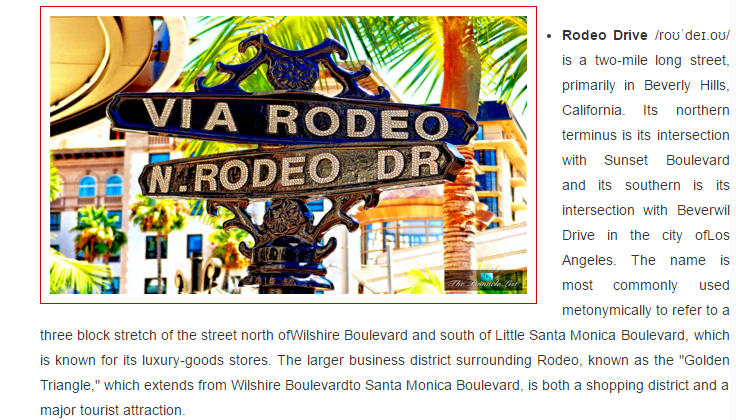 VIA RODEO
N.RODEO DR
The Pinnacle List
• Rodeo Drive /roʊˈdeɪ.oʊ/
is a two-mile long street,
primarily in Beverly Hills,
California. Its northern
terminus is its intersection
with Sunset Boulevard
and its southern is its
intersection with Beverwil
Drive in the city ofLos
Angeles. The name is
most commonly used
metonymically to refer to a
three block stretch of the street north ofWilshire Boulevard and south of Little Santa Monica Boulevard, which
is known for its luxury-goods stores. The larger business district surrounding Rodeo, known as the "Golden
Triangle," which extends from Wilshire Boulevardto Santa Monica Boulevard, is both a shopping district and a
major tourist attraction.